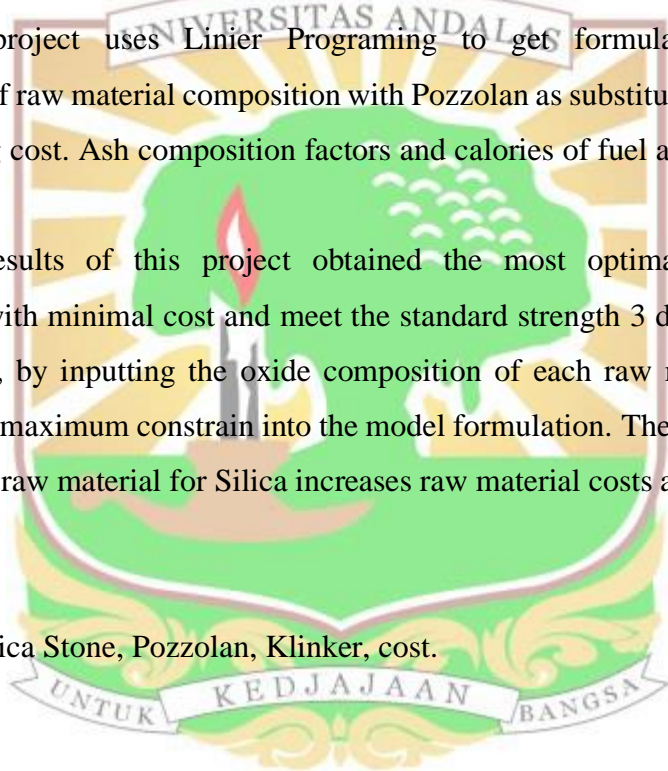 UNIVERSITAS ANDALAS
project uses Linier Programing to get formula
f raw material composition with Pozzolan as substitu
cost. Ash composition factors and calories of fuel a
esults of this project obtained the most optima
with minimal cost and meet the standard strength 3 d
, by inputting the oxide composition of each raw
maximum constrain into the model formulation. The
raw material for Silica increases raw material costs a
ica Stone, Pozzolan, Klinker, cost.
UNTUK KEDJAJAAN BANGSA